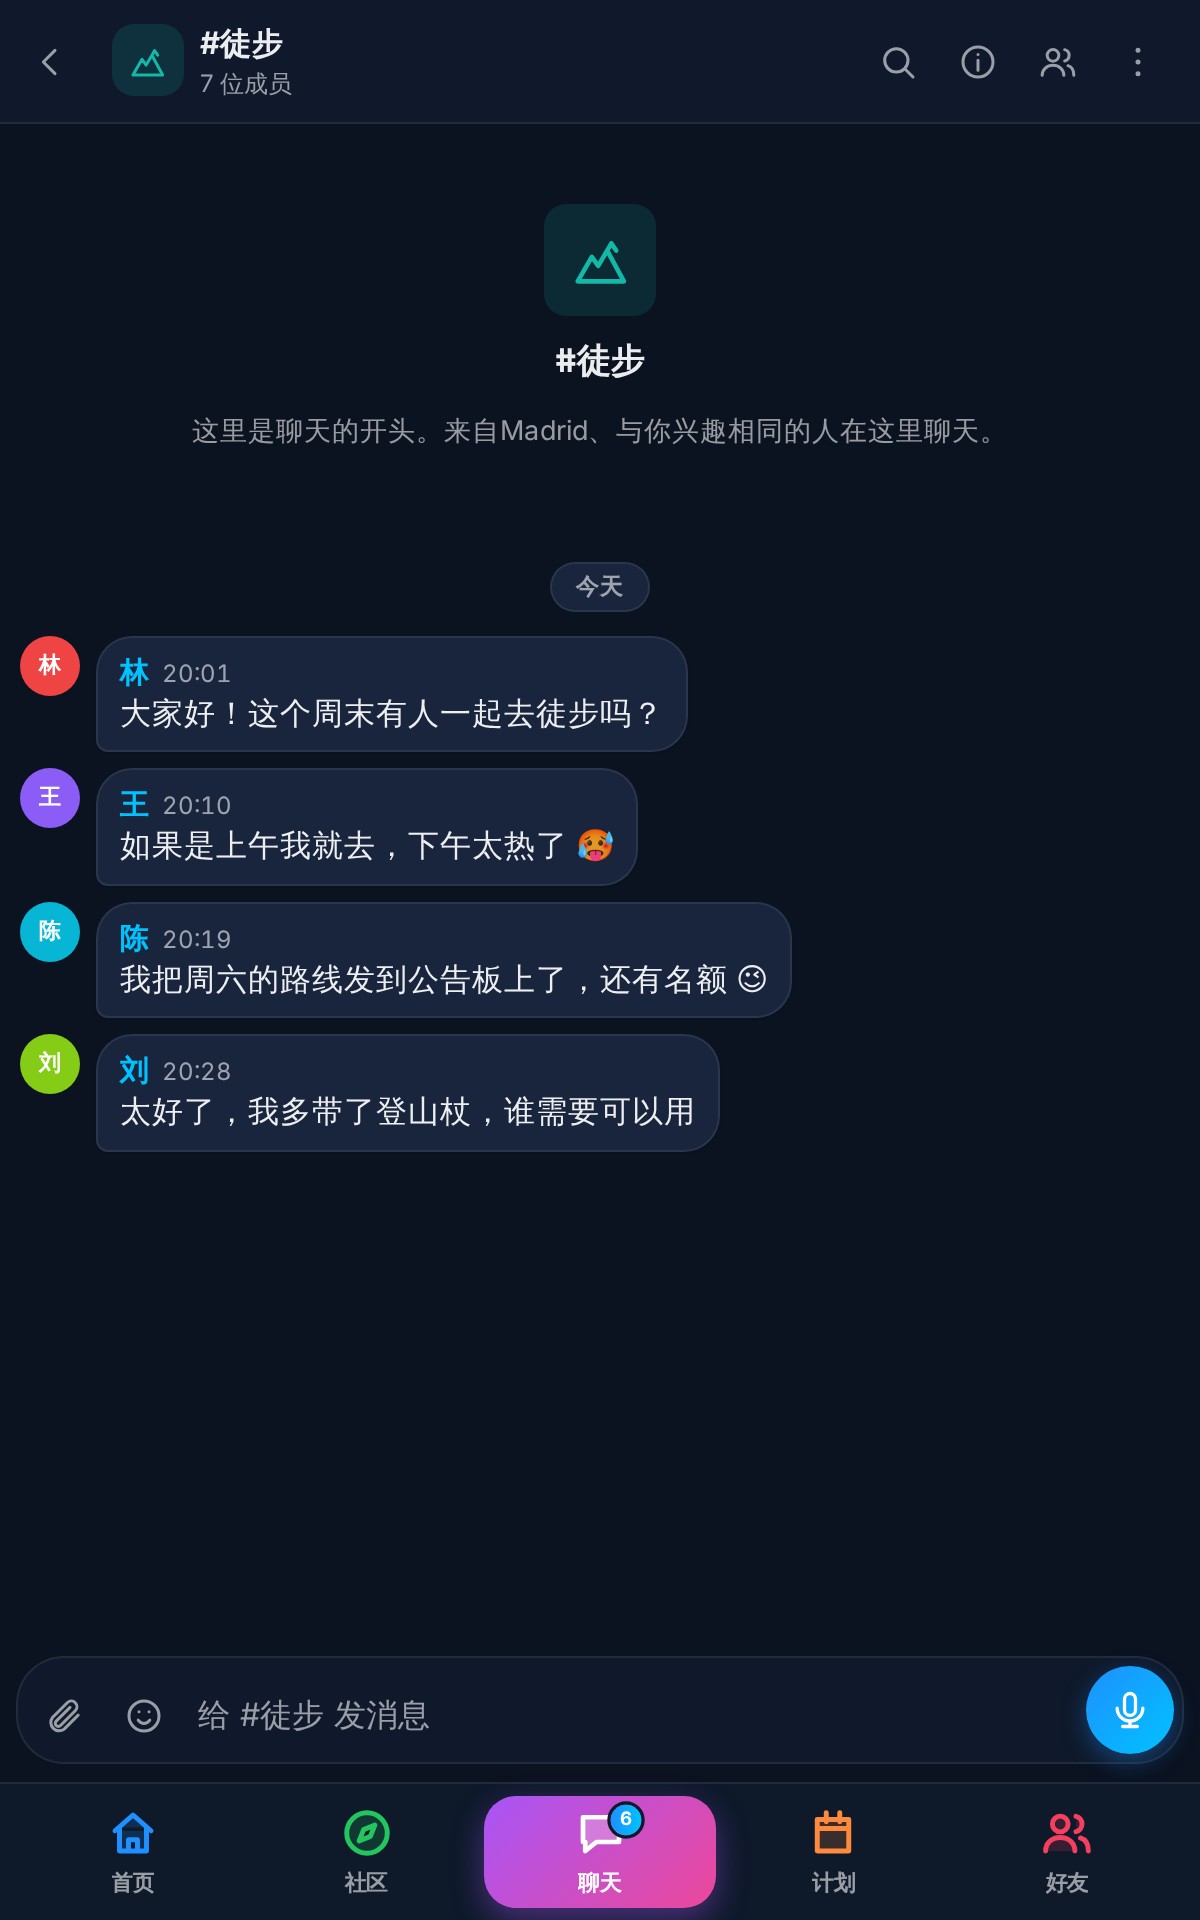 #徒步
7 位成员
#徒步
这里是聊天的开头。来自Madrid、与你兴趣相同的人在这里聊天。
今天
林
林 20:01
大家好！这个周末有人一起去徒步吗？
王
王 20:10
如果是上午我就去，下午太热了 🥵
陈
陈 20:19
我把周六的路线发到公告板上了，还有名额 😉
刘
刘 20:28
太好了，我多带了登山杖，谁需要可以用
给 #徒步 发消息
6
首页 社区 聊天 计划 好友